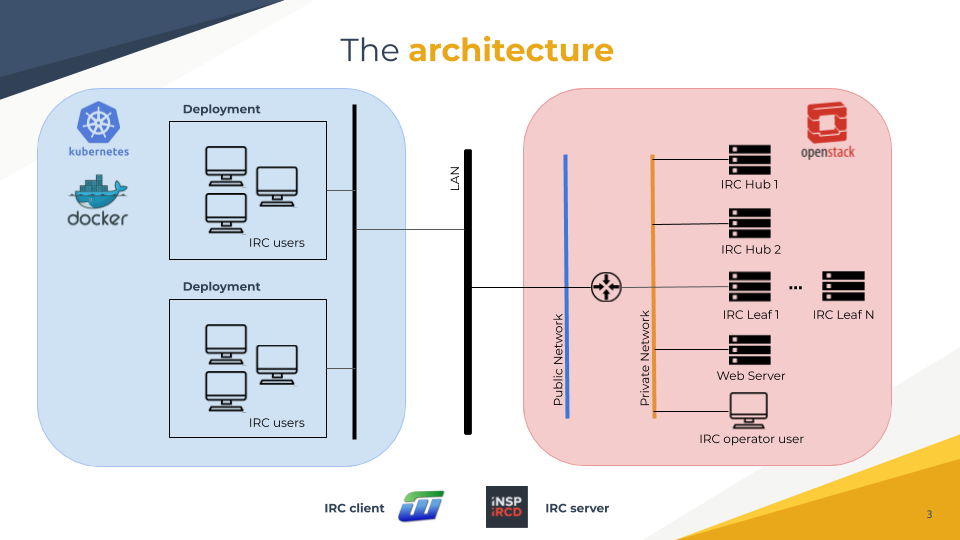 The architecture
kubernetes
docker
Deployment
IRC users
Deployment
IRC users
LAN
Public Network
Private Network
openstack
IRC Hub 1
IRC Hub 2
IRC Leaf 1
...
IRC Leaf N
Web Server
IRC operator user
IRC client
iNSP
iRCD
IRC server
3